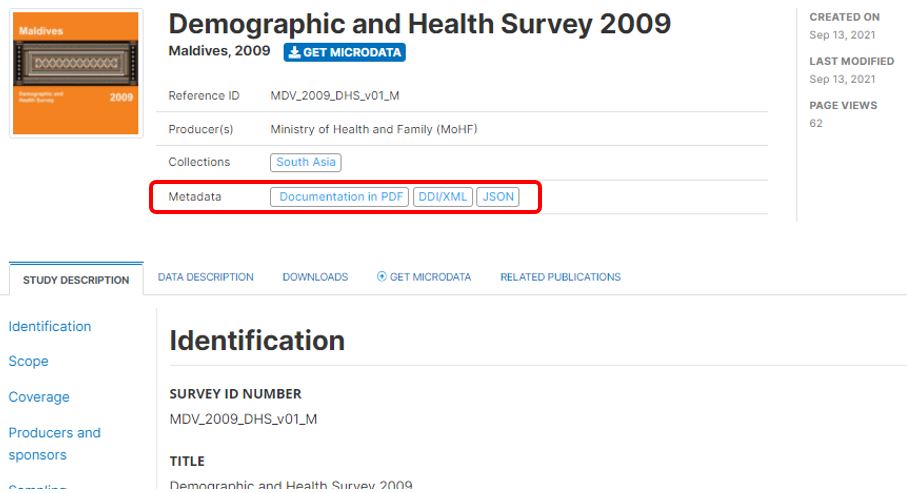 Maldives
Demographic and
Health Survey
2009
Demographic and Health Survey 2009
Maldives, 2009
GET MICRODATA
Reference ID
MDV_2009_DHS_v01_M
Producer(s)
Ministry of Health and Family (MoHF)
Collections
South Asia
Metadata
Documentation in PDF
DDI/XML
JSON
CREATED ON
Sep 13, 2021
LAST MODIFIED
Sep 13, 2021
PAGE VIEWS
62
STUDY DESCRIPTION
DATA DESCRIPTION
DOWNLOADS
GET MICRODATA
RELATED PUBLICATIONS
Identification
Scope
Coverage
Producers and
sponsors
Sampling
Identification
SURVEY ID NUMBER
MDV_2009_DHS_v01_M
TITLE
Demographic and Health Survey 2009